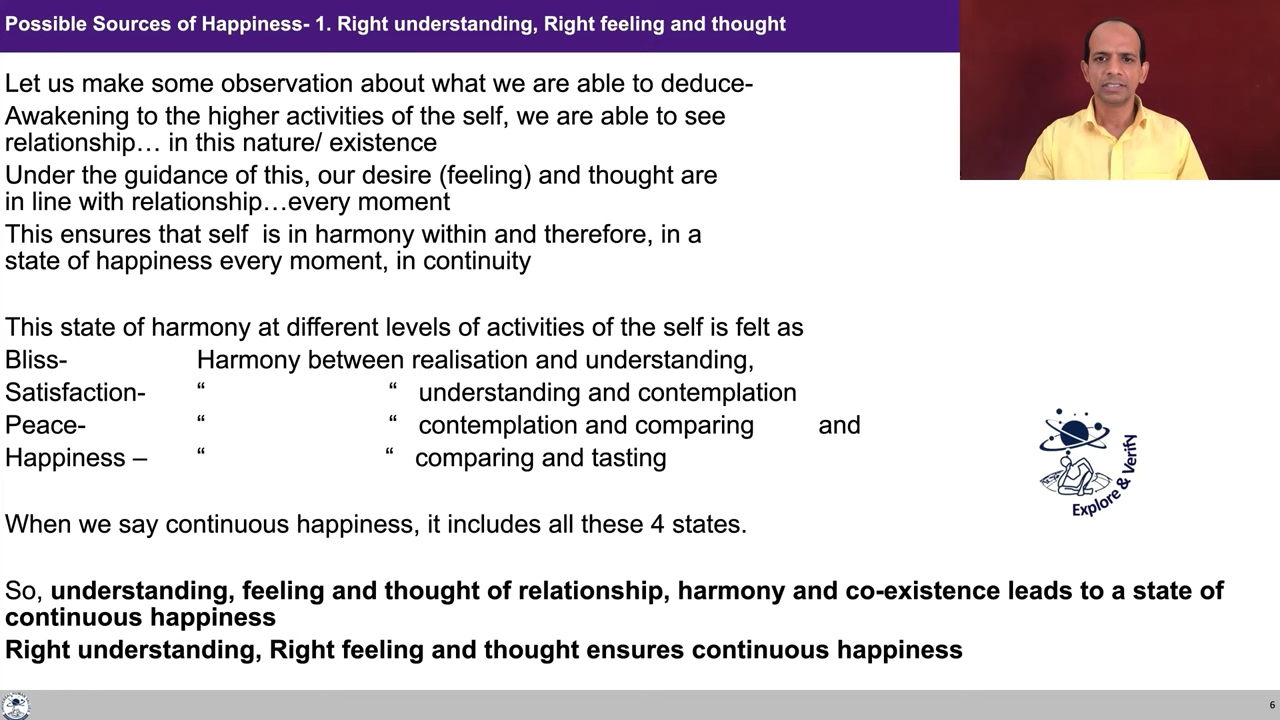 Possible Sources of Happiness- 1. Right understanding, Right feeling and thought
Let us make some observation about what we are able to deduce-
Awakening to the higher activities of the self, we are able to see
relationship… in this nature/ existence
Under the guidance of this, our desire (feeling) and thought are
in line with relationship…every moment
This ensures that self  is in harmony within and therefore, in a
state of happiness every moment, in continuity
This state of harmony at different levels of activities of the self is felt as
Bliss- Harmony between realisation and understanding,
Satisfaction- “ “ understanding and contemplation
Peace- “ “ contemplation and comparing and
Happiness – “ “ comparing and tasting
Explore & Verify
When we say continuous happiness, it includes all these 4 states.
So, understanding, feeling and thought of relationship, harmony and co-existence leads to a state of
continuous happiness
Right understanding, Right feeling and thought ensures continuous happiness
6